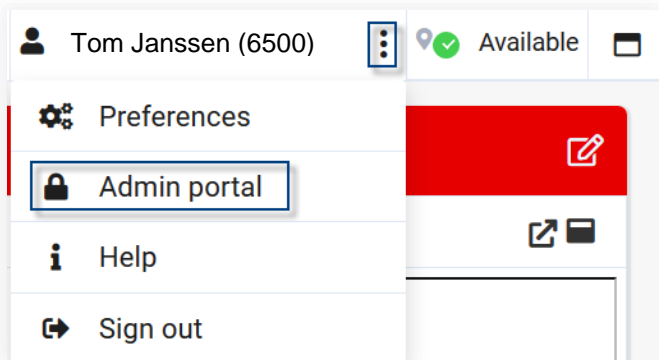 Tom Janssen (6500) Available
Preferences
Admin portal
Help
Sign out